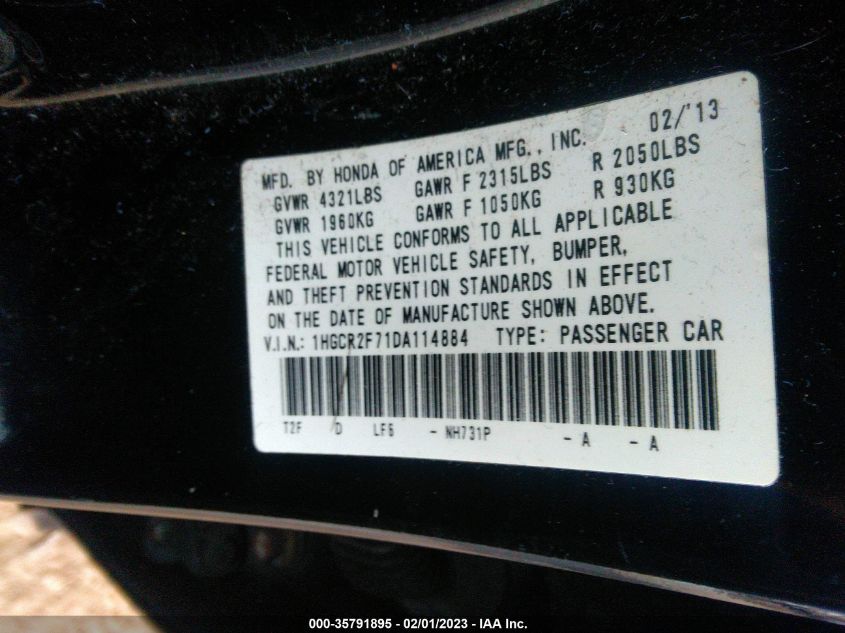 02/'13
MFD. BY HONDA OF AMERICA MFG., INC.
GVWR 4321LBS GAWR F 2315LBS R 2050LBS
GVWR 1960KG GAWR F 1050KG R 930KG
THIS VEHICLE CONFORMS TO ALL APPLICABLE
FEDERAL MOTOR VEHICLE SAFETY, BUMPER,
AND THEFT PREVENTION STANDARDS IN EFFECT
ON THE DATE OF MANUFACTURE SHOWN ABOVE.
V.I.N.: 1HGCR2F71DA114884 TYPE: PASSENGER CAR
T2F D LF6 - NH731P - A - A
000-35791895 - 02/01/2023 - IAA Inc.